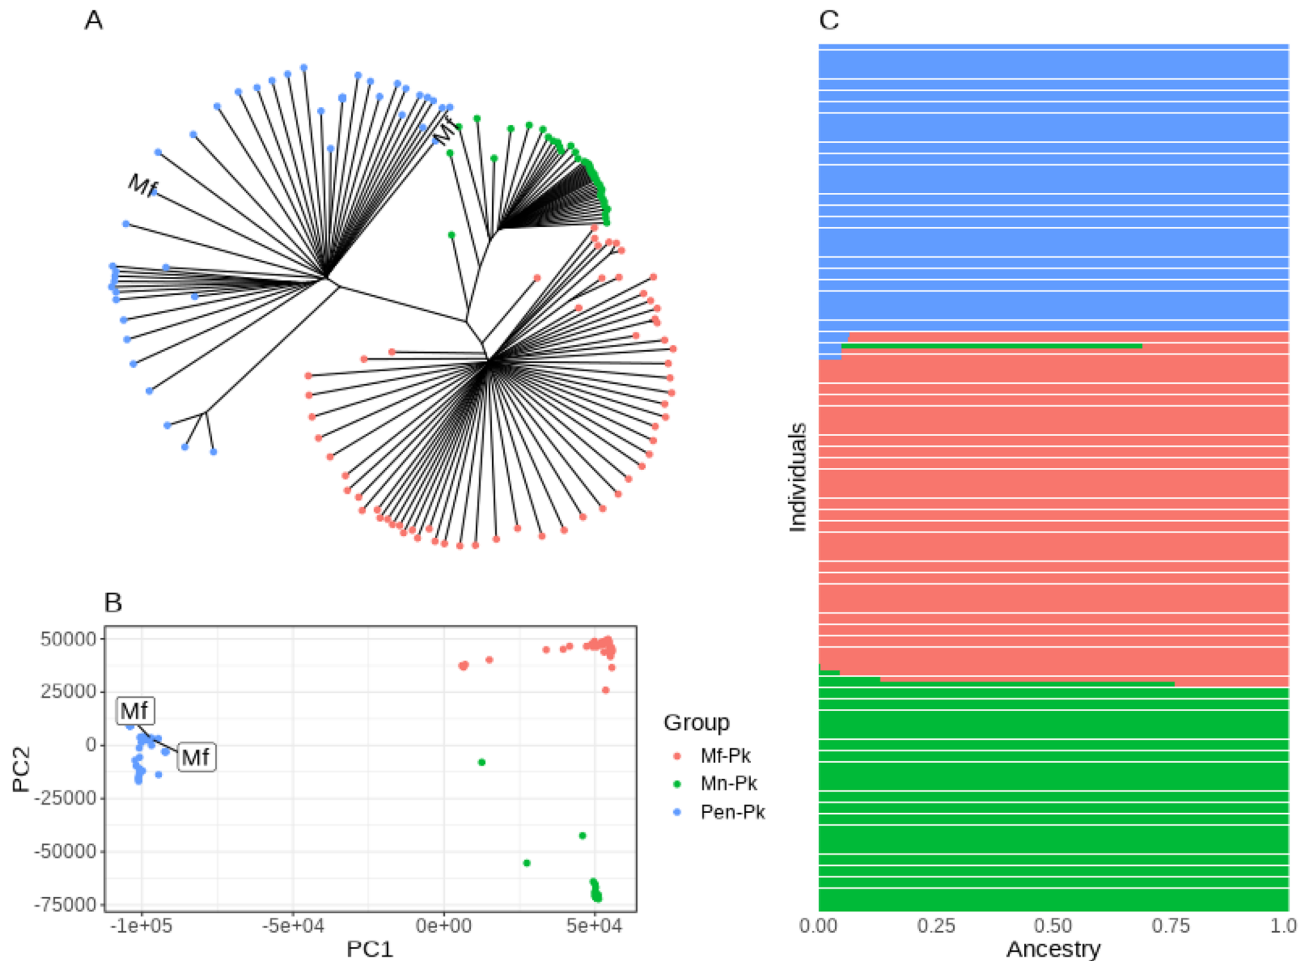 A
Mf
Mf
B
50000
25000
0
-25000
-50000
-75000
PC2
Mf
Mf
-1e+05
-5e+04
0e+00
5e+04
PC1
Group
Mf-Pk
Mn-Pk
Pen-Pk
C
Individuals
0.00
0.25
0.50
0.75
1.0
Ancestry